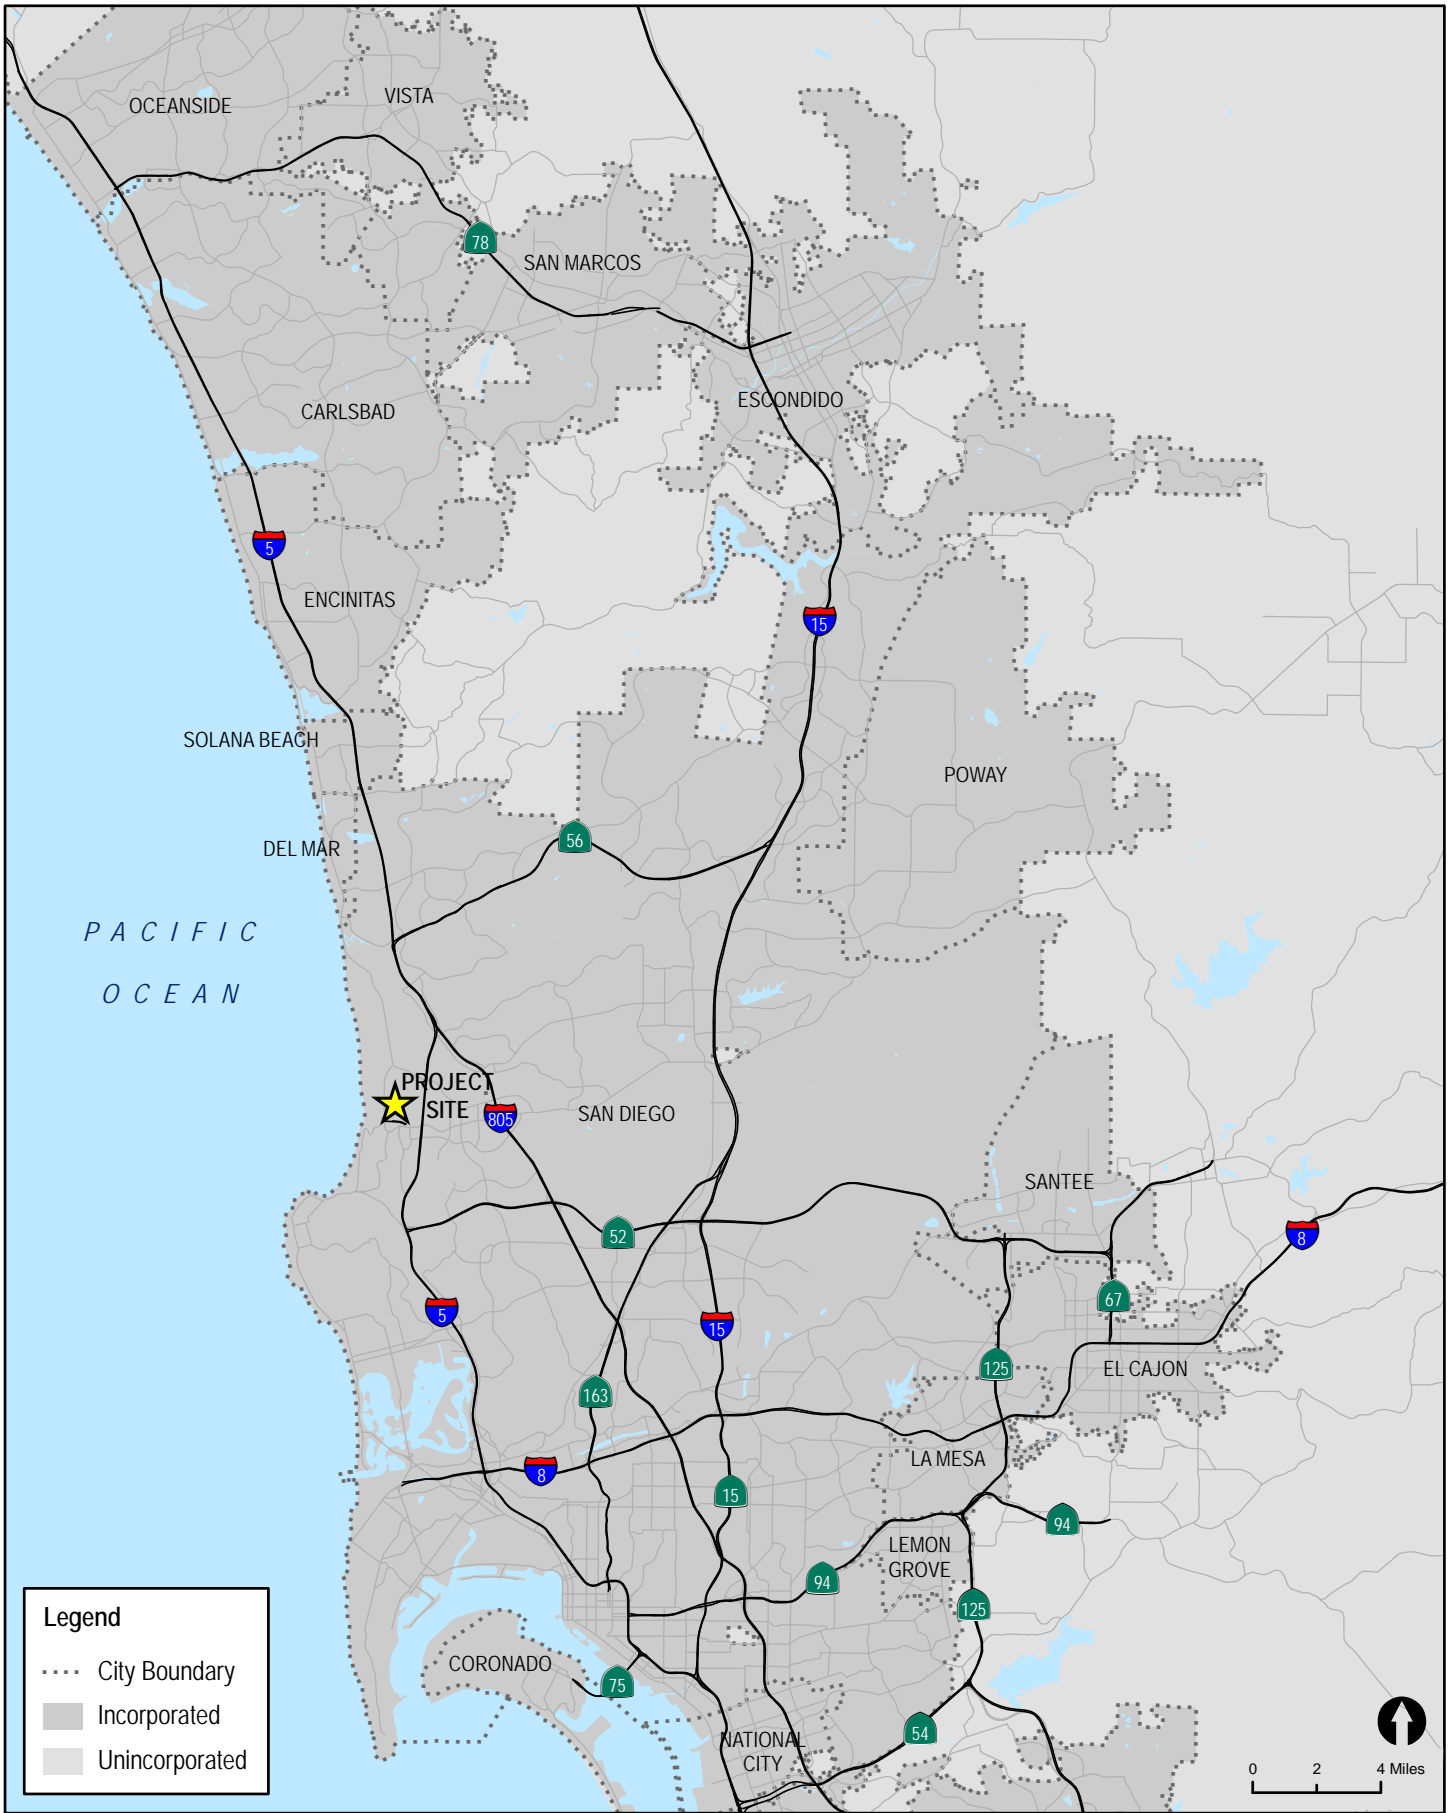 OCEANSIDE
VISTA
78
SAN MARCOS
CARLSBAD
ESCONDIDO
5
ENCINITAS
15
SOLANA BEACH
POWAY
56
DEL MAR
PACIFIC
OCEAN
PROJECT
SITE
805
SAN DIEGO
SANTEE
52
8
67
5
15
125
EL CAJON
163
LA MESA
8
15
94
LEMON
GROVE
94
125
CORONADO
75
54
NATIONAL
CITY
Legend
City Boundary
Incorporated
Unincorporated
0 2 4 Miles